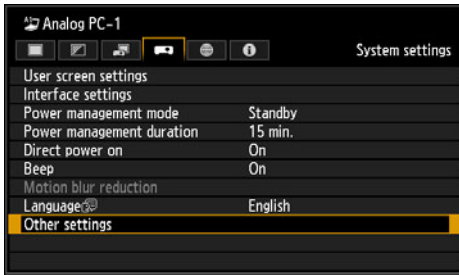 Analog PC-1
System settings
User screen settings
Interface settings
Power management mode Standby
Power management duration 15 min.
Direct power on On
Beep On
Motion blur reduction
Language English
Other settings